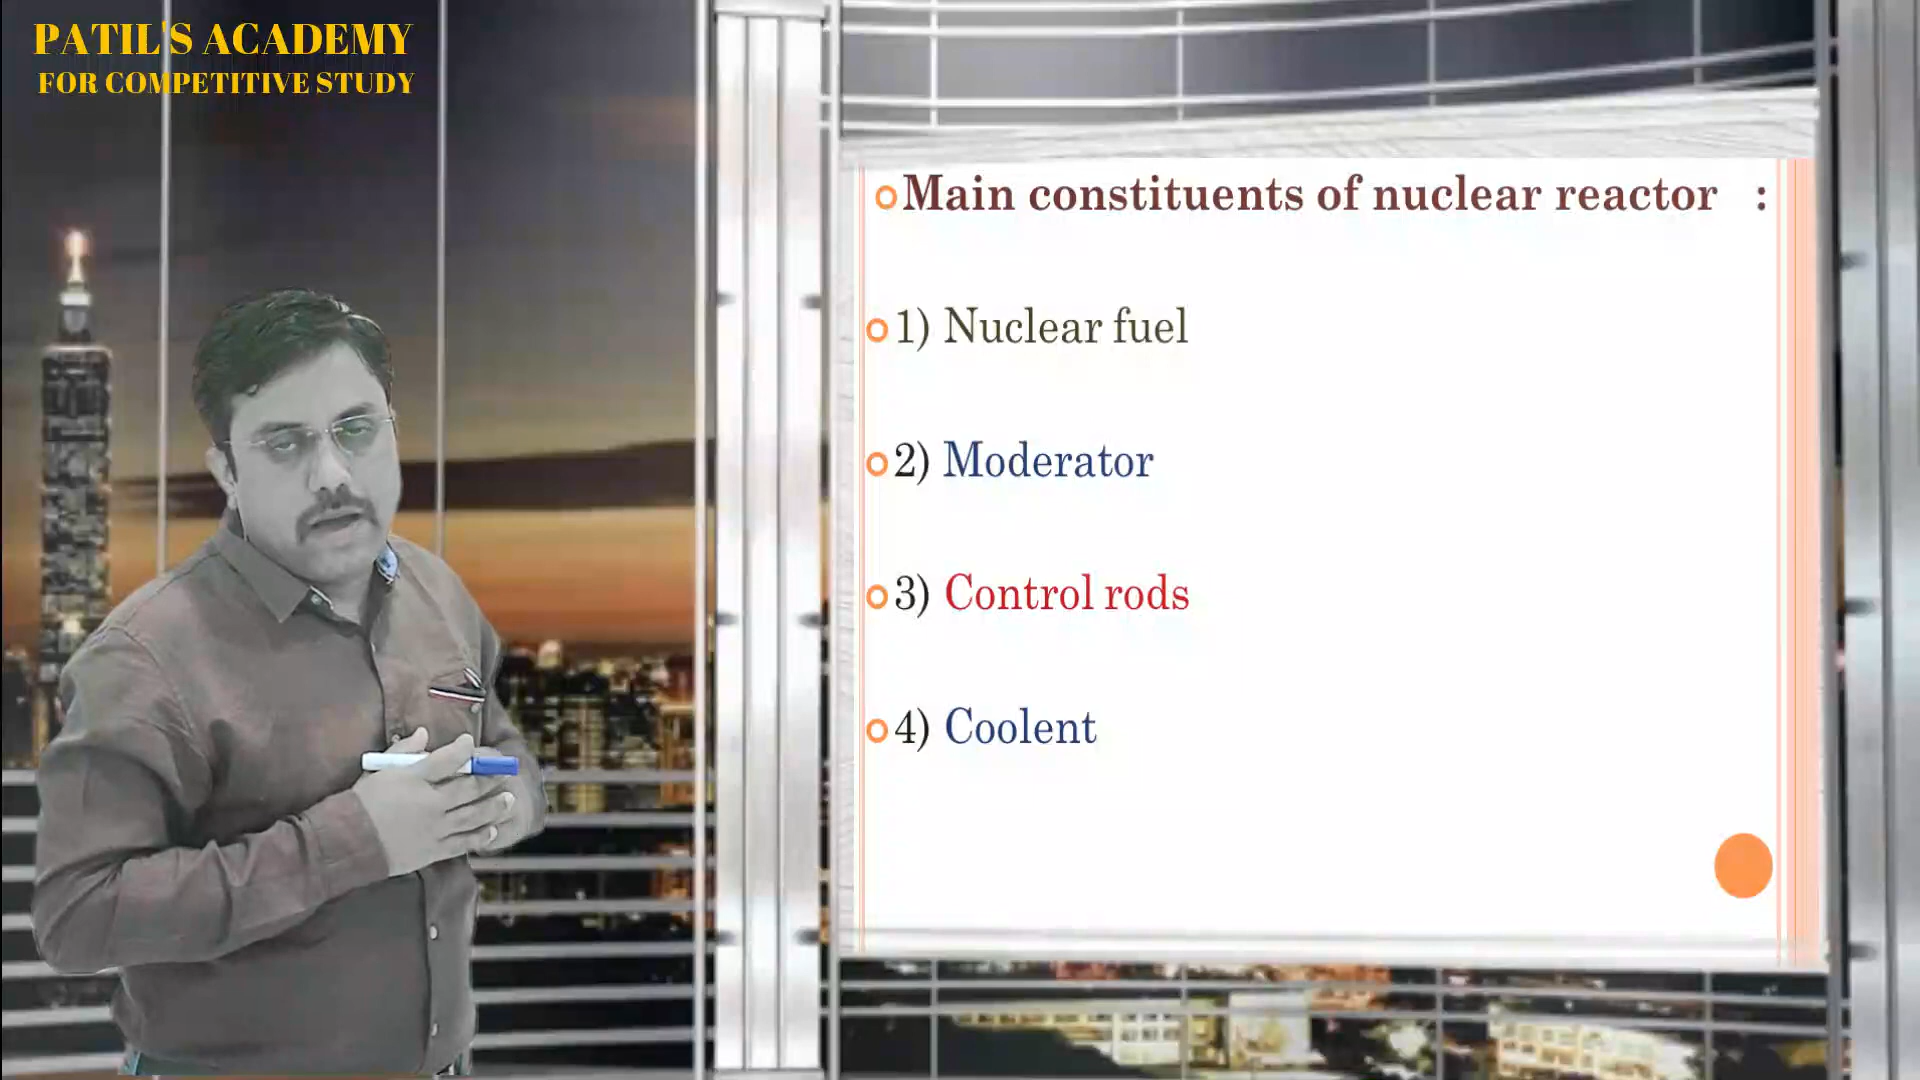 PATIL'S ACADEMY
FOR COMPETITIVE STUDY
Main constituents of nuclear reactor :
1) Nuclear fuel
2) Moderator
3) Control rods
4) Coolent